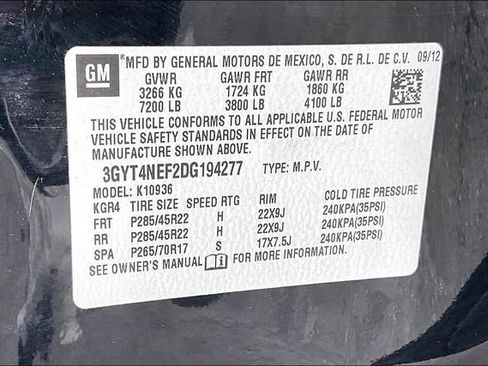 GM
MFD BY GENERAL MOTORS DE MEXICO, S. DE R.L. DE C.V. 09/12
GVWR GAWR FRT GAWR RR
3266 KG 1724 KG 1860 KG
7200 LB 3800 LB 4100 LB
THIS VEHICLE CONFORMS TO ALL APPLICABLE U.S. FEDERAL MOTOR
VEHICLE SAFETY STANDARDS IN EFFECT ON THE DATE OF
MANUFACTURE SHOWN ABOVE.
3GYT4NEF2DG194277 TYPE: M.P.V.
MODEL: K10936
KGR4 TIRE SIZE SPEED RTG RIM COLD TIRE PRESSURE
FRT P285/45R22 H 22X9J 240KPA(35PSI)
RR P285/45R22 H 22X9J 240KPA(35PSI)
SPA P265/70R17 S 17X7.5J 240KPA(35PSI)
SEE OWNER'S MANUAL FOR MORE INFORMATION.